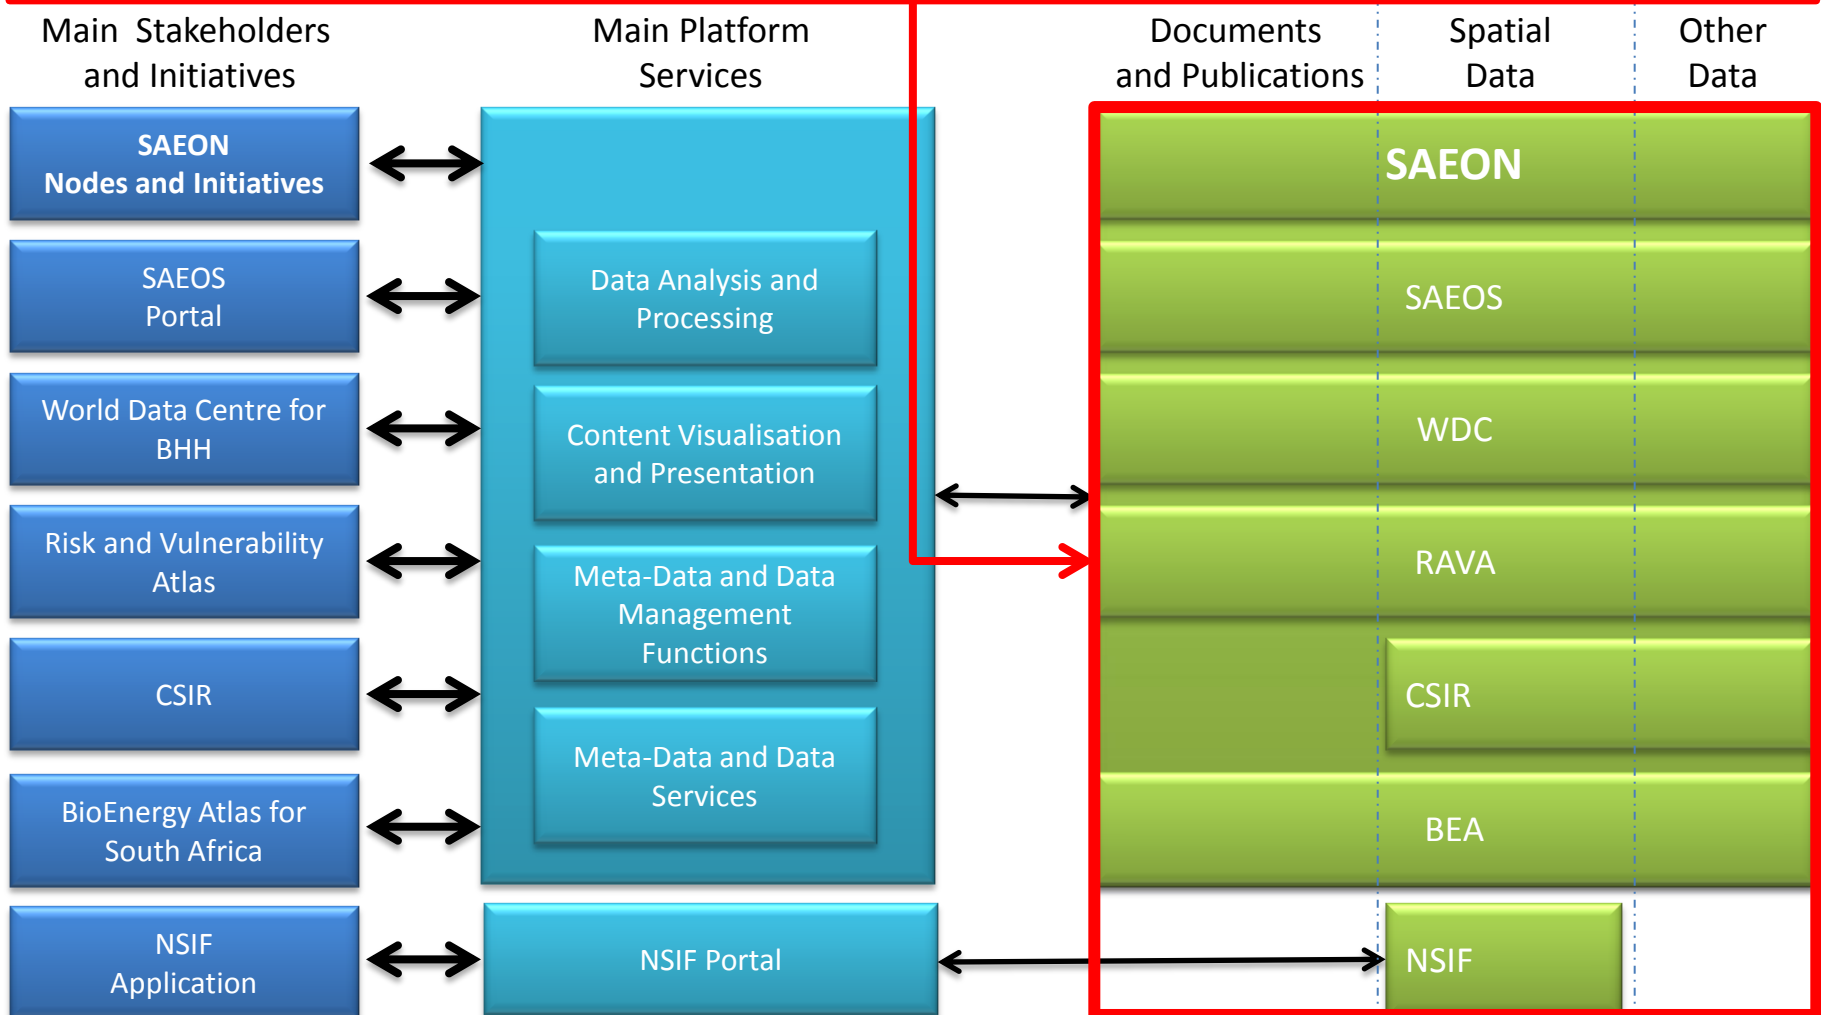 Main Stakeholders
and Initiatives
Main Platform
Services
Documents
and Publications
Spatial
Data
Other
Data
SAEON
Nodes and Initiatives
SAEOS
Portal
World Data Centre for
BHH
Risk and Vulnerability
Atlas
CSIR
BioEnergy Atlas for
South Africa
NSIF
Application
Data Analysis and
Processing
Content Visualisation
and Presentation
Meta-Data and Data
Management
Functions
Meta-Data and Data
Services
NSIF Portal
SAEON
SAEOS
WDC
RAVA
CSIR
BEA
NSIF